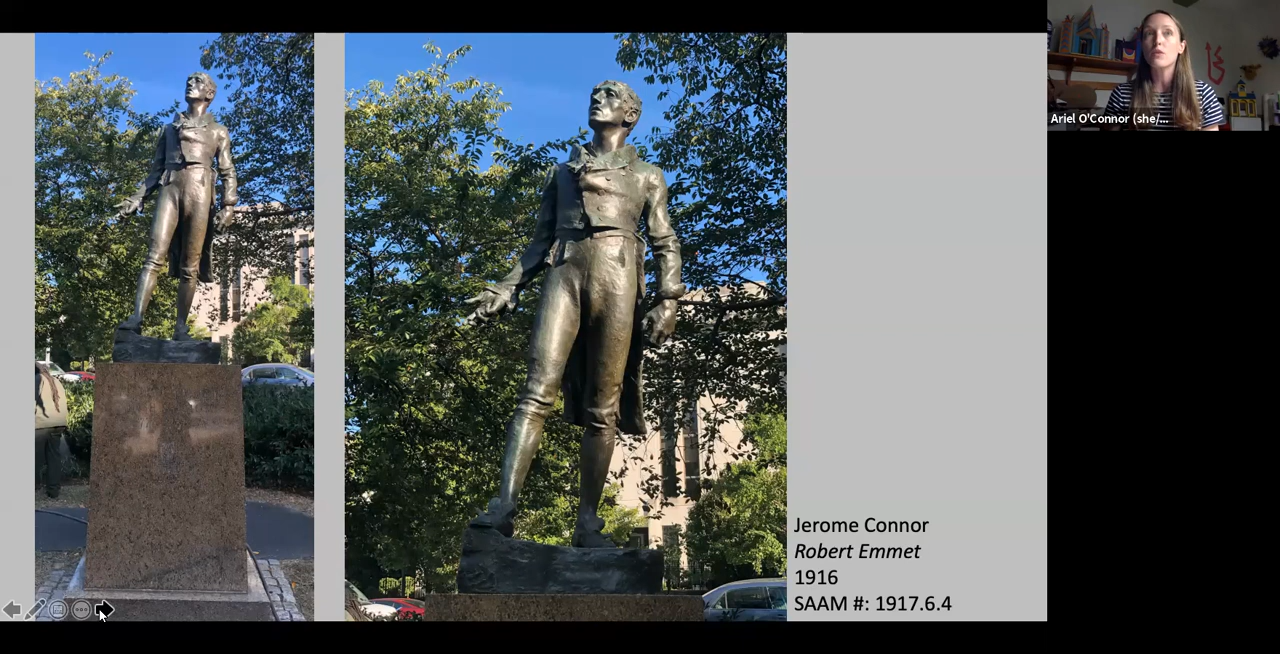 Ariel O'Connor (she/...
Jerome Connor
Robert Emmet
1916
SAAM #: 1917.6.4